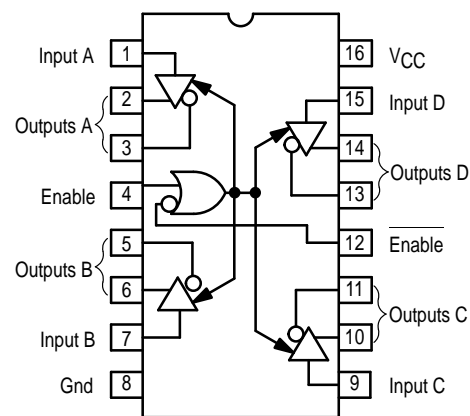 Input A
1
2
Outputs A
3
Enable
4
5
Outputs B
6
Input B
7
Gnd
8
16
VCC
15
Input D
14
Outputs D
13
12
Enable
11
Outputs C
10
9
Input C